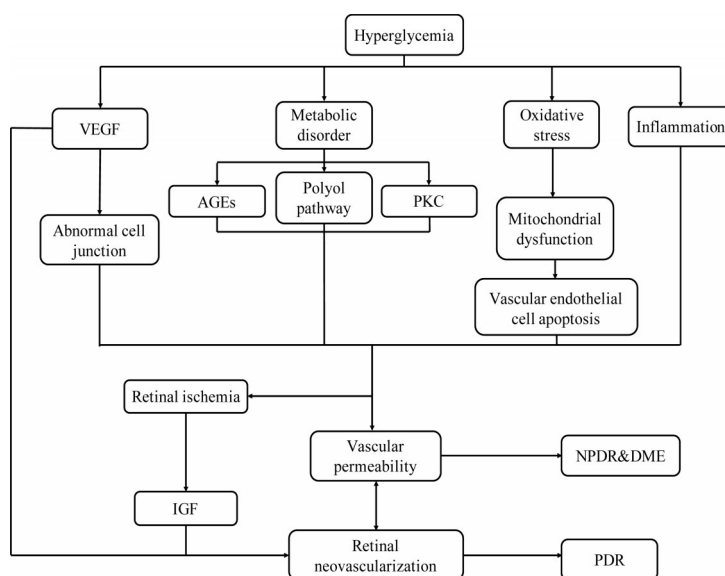 Hyperglycemia
VEGF
Metabolic
disorder
Oxidative
stress
Inflammation
AGEs
Polyol
pathway
PKC
Abnormal cell
junction
Mitochondrial
dysfunction
Vascular endothelial
cell apoptosis
Retinal ischemia
Vascular
permeability
NPDR&DME
IGF
Retinal
neovascularization
PDR